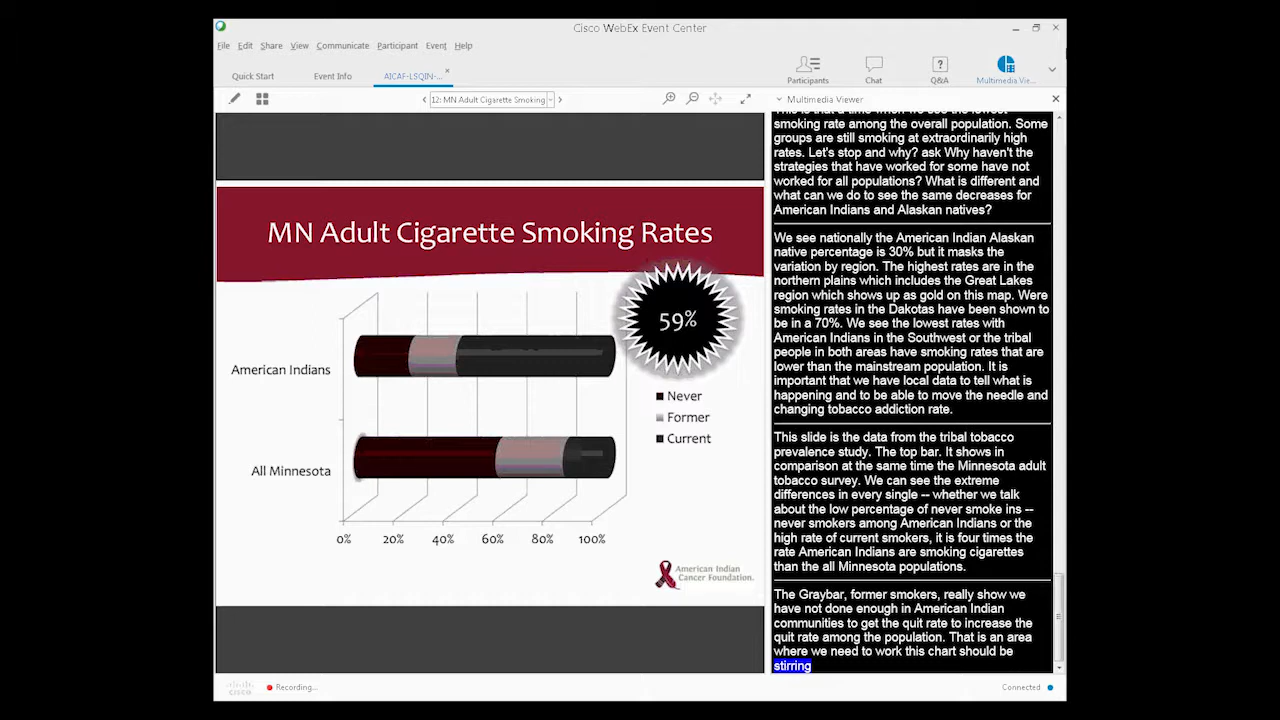 Cisco WebEx Event Center
File Edit Share View Communicate Participant Event Help
Quick Start Event Info AICAF-LSQIN-...
Participants Chat Q&A Multimedia Vie...
12: MN Adult Cigarette Smoking
Multimedia Viewer
MN Adult Cigarette Smoking Rates
59%
American Indians
All Minnesota
Never
Former
Current
0% 20% 40% 60% 80% 100%
American Indian
Cancer Foundation.
This is that a time when we see the lowest
smoking rate among the overall population. Some
groups are still smoking at extraordinarily high
rates. Let's stop and why? ask Why haven't the
strategies that have worked for some have not
worked for all populations? What is different and
what can we do to see the same decreases for
American Indians and Alaskan natives?
We see nationally the American Indian Alaskan
native percentage is 30% but it masks the
variation by region. The highest rates are in the
northern plains which includes the Great Lakes
region which shows up as gold on this map. Were
smoking rates in the Dakotas have been shown to
be in a 70%. We see the lowest rates with
American Indians in the Southwest or the tribal
people in both areas have smoking rates that are
lower than the mainstream population. It is
important that we have local data to tell what is
happening and to be able to move the needle and
changing tobacco addiction rate.
This slide is the data from the tribal tobacco
prevalence study. The top bar. It shows in
comparison at the same time the Minnesota adult
tobacco survey. We can see the extreme
differences in every single -- whether we talk
about the low percentage of never smoke ins --
never smokers among American Indians or the
high rate of current smokers, it is four times the
rate American Indians are smoking cigarettes
than the all Minnesota populations.
The Graybar, former smokers, really show we
have not done enough in American Indian
communities to get the quit rate to increase the
quit rate among the population. That is an area
where we need to work this chart should be
stirring
cisco
Recording...
Connected